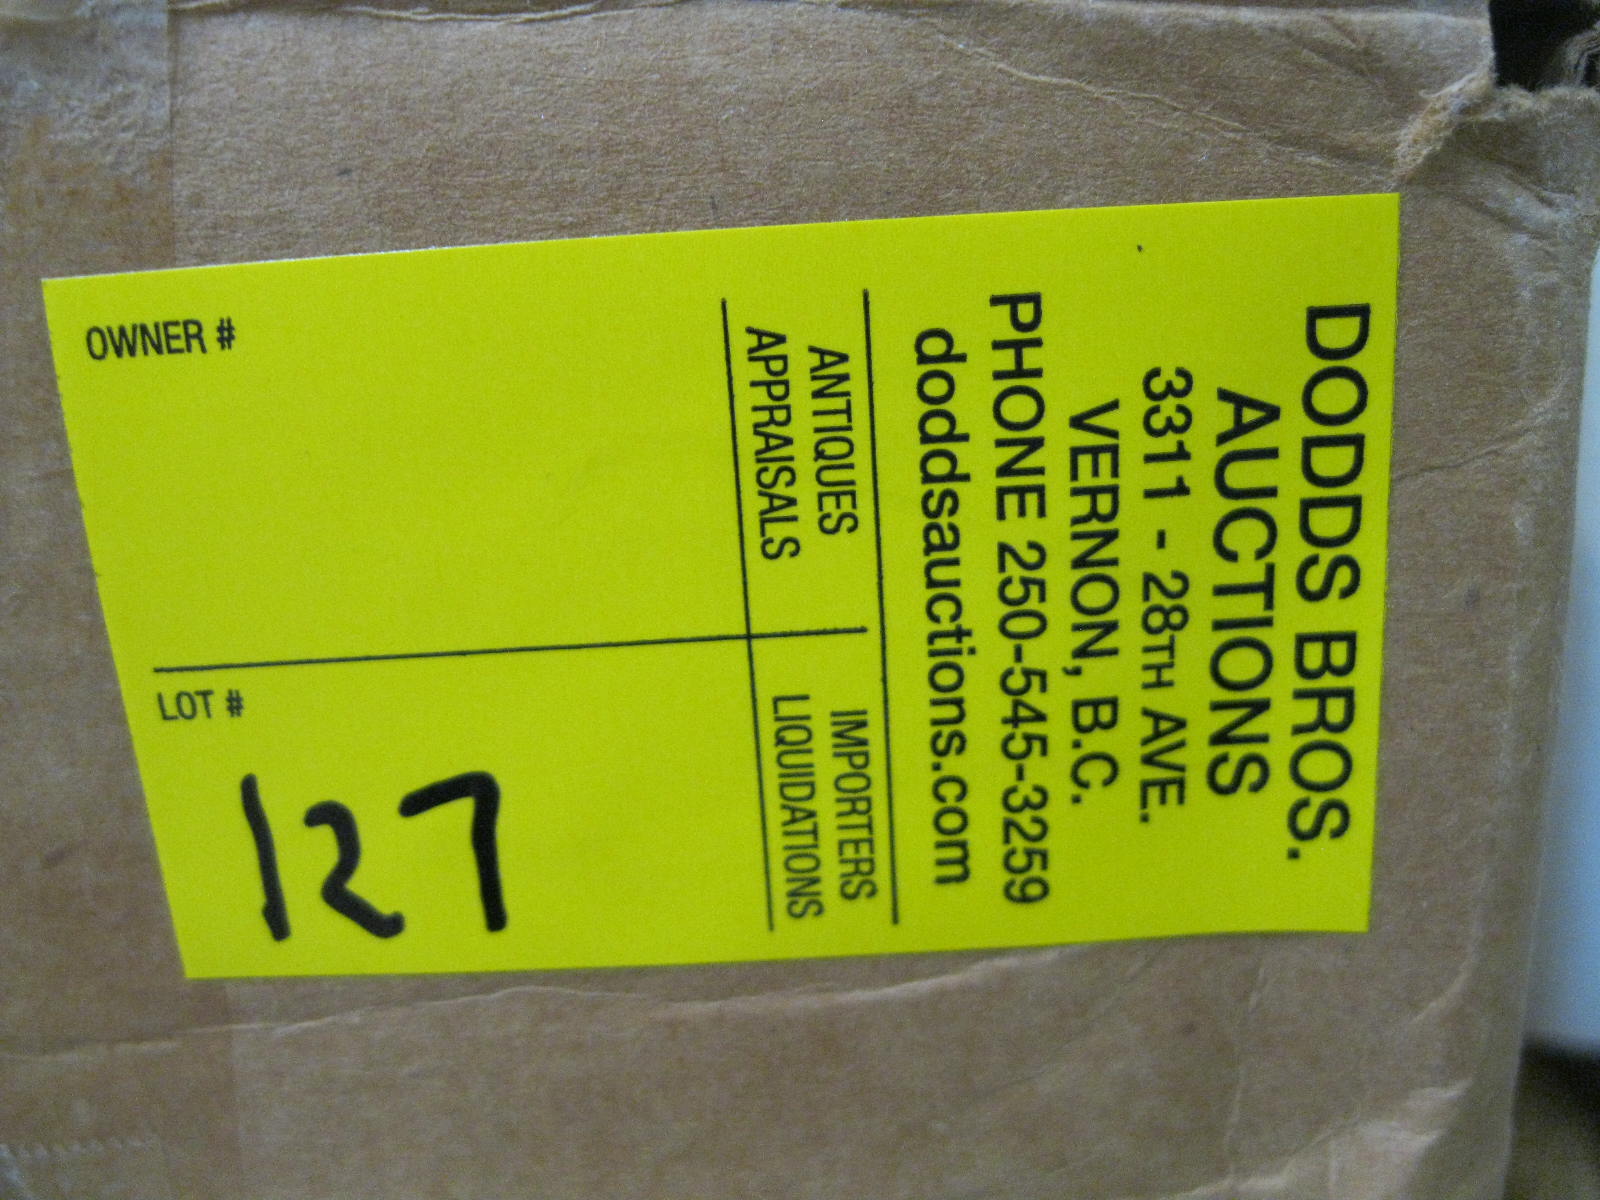 DODDS BROS.
AUCTIONS
3311 - 28TH AVE.
VERNON, B.C.
PHONE 250-545-3259
doddsauctions.com
ANTIQUES
APPRAISALS
IMPORTERS
LIQUIDATIONS
OWNER #
LOT #
127